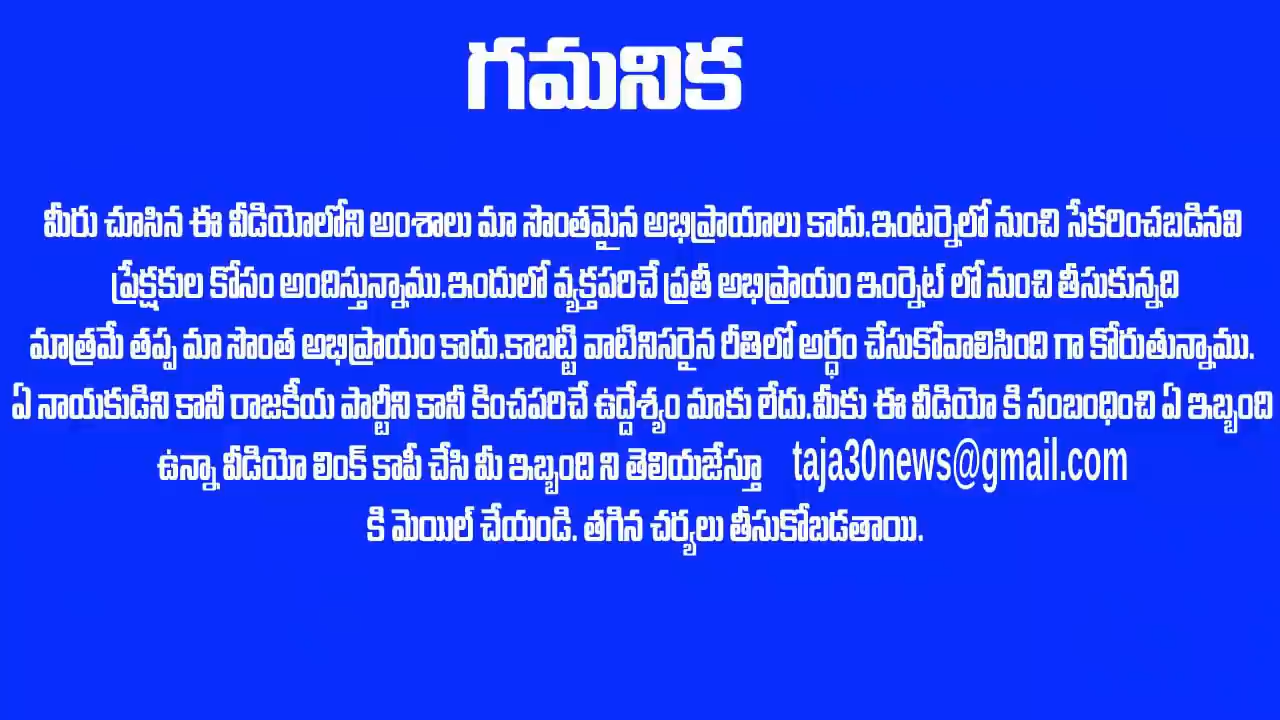 గమనిక
మీరు చూసిన ఈ వీడియోలోని అంశాలు మా సొంతమైన అభిప్రాయాలు కాదు.ఇంటర్నెలో నుంచి సేకరించబడినవి
ప్రేక్షకుల కోసం అందిస్తున్నాము.ఇందులో వ్యక్తపరిచే ప్రతీ అభిప్రాయం ఇంర్నెట్ లో నుంచి తీసుకున్నది
మాత్రమే తప్ప మా సొంత అభిప్రాయం కాదు.కాబట్టి వాటినిసరైన రీతిలో అర్ధం చేసుకోవాలిసింది గా కోరుతున్నాము.
ఏ నాయకుడిని కానీ రాజకీయ పార్టీని కానీ కించపరిచే ఉద్దేశ్యం మాకు లేదు.మీకు ఈ వీడియో కి సంబంధించి ఏ ఇబ్బంది
ఉన్నా వీడియో లింక్ కాపీ చేసి మీ ఇబ్బంది ని తెలియజేస్తూ taja30news@gmail.com
కి మెయిల్ చేయండి. తగిన చర్యలు తీసుకోబడతాయి.